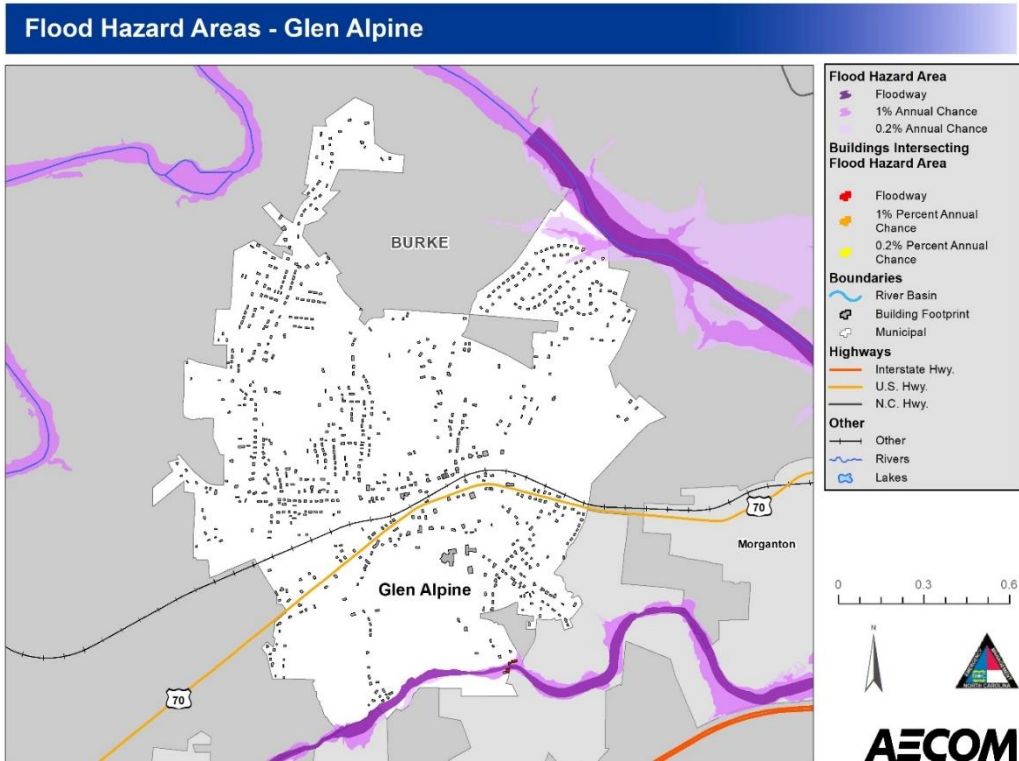 Flood Hazard Areas - Glen Alpine
BURKE
70
Morganton
Glen Alpine
70
Flood Hazard Area
Floodway
1% Annual Chance
0.2% Annual Chance
Buildings Intersecting
Flood Hazard Area
Floodway
1% Percent Annual
Chance
0.2% Percent Annual
Chance
Boundaries
River Basin
Building Footprint
Municipal
Highways
Interstate Hwy.
U.S. Hwy.
N.C. Hwy.
Other
Other
Rivers
Lakes
0 0.3 0.6
N
NORTH CAROLINA
AECOM